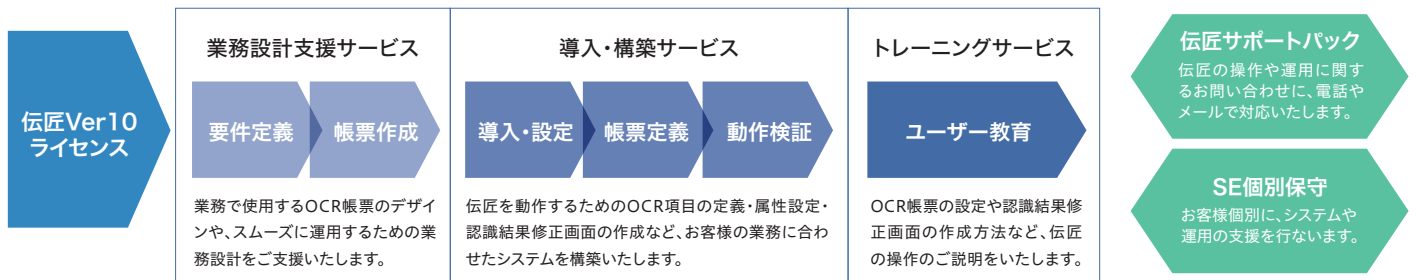 伝匠Ver10
ライセンス
業務設計支援サービス
要件定義
帳票作成
業務で使用するOCR帳票のデザイ
ンや、スムーズに運用するための業
務設計をご支援いたします。
導入・構築サービス
導入・設定
帳票定義
動作検証
伝匠を動作するためのOCR項目の定義・属性設定・
認識結果修正画面の作成など、お客様の業務に合わ
せたシステムを構築いたします。
トレーニングサービス
ユーザー教育
OCR帳票の設定や認識結果修
正画面の作成方法など、伝匠
の操作のご説明をいたします。
伝匠サポートパック
伝匠の操作や運用に関す
るお問い合わせに、電話や
メールで対応いたします。
SE個別保守
お客様個別に、システムや
運用の支援を行ないます。